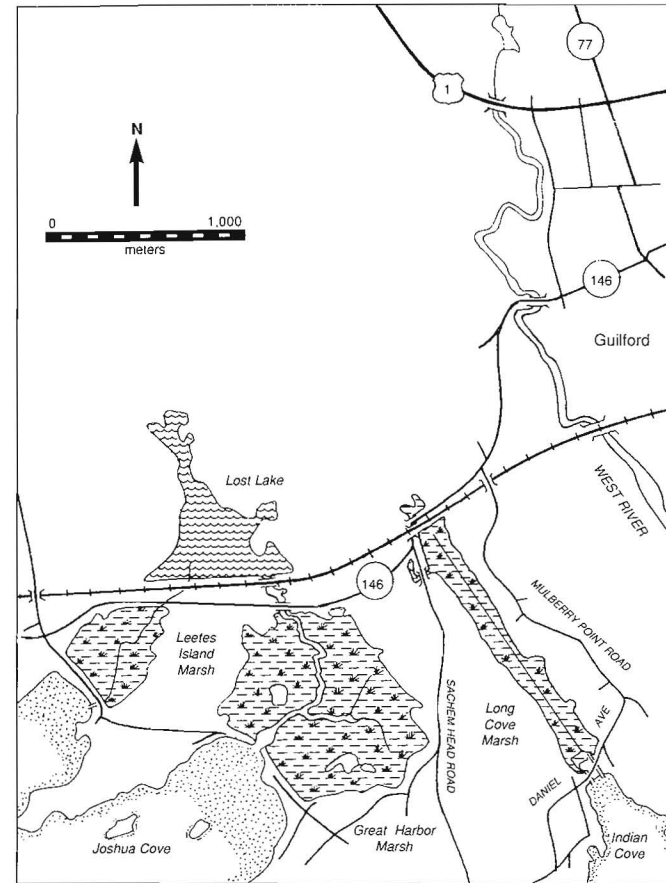 77
1
N
0 1,000
meters
146
Guilford
Lost Lake
WEST RIVER
146
MULBERRY POINT ROAD
Leetes
Island
Marsh
SACHEM HEAD ROAD
Long
Cove
Marsh
DANIEL AVE
Great Harbor
Marsh
Joshua Cove
Indian
Cove